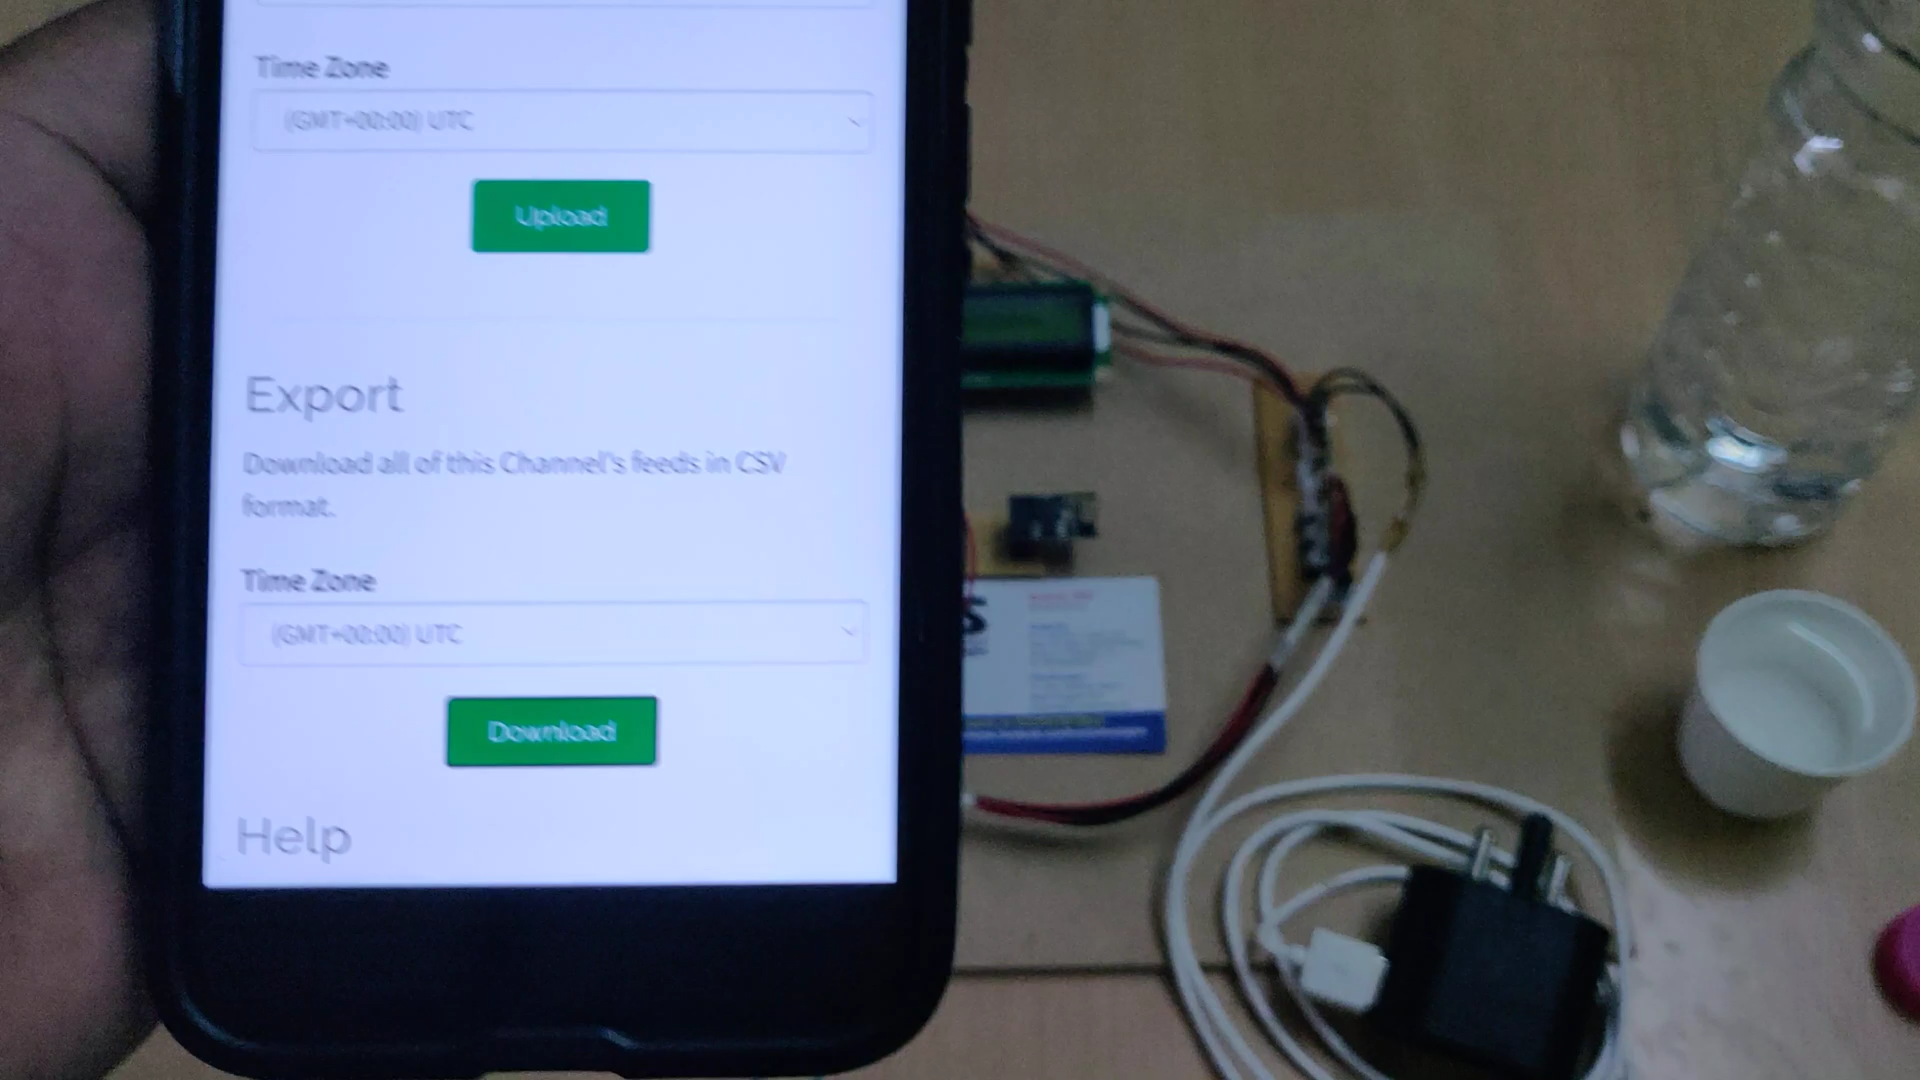 Time Zone
(GMT+00:00) UTC
Upload
Export
Download all of this Channel's feeds in CSV
format.
Time Zone
(GMT+00:00) UTC
Download
Help